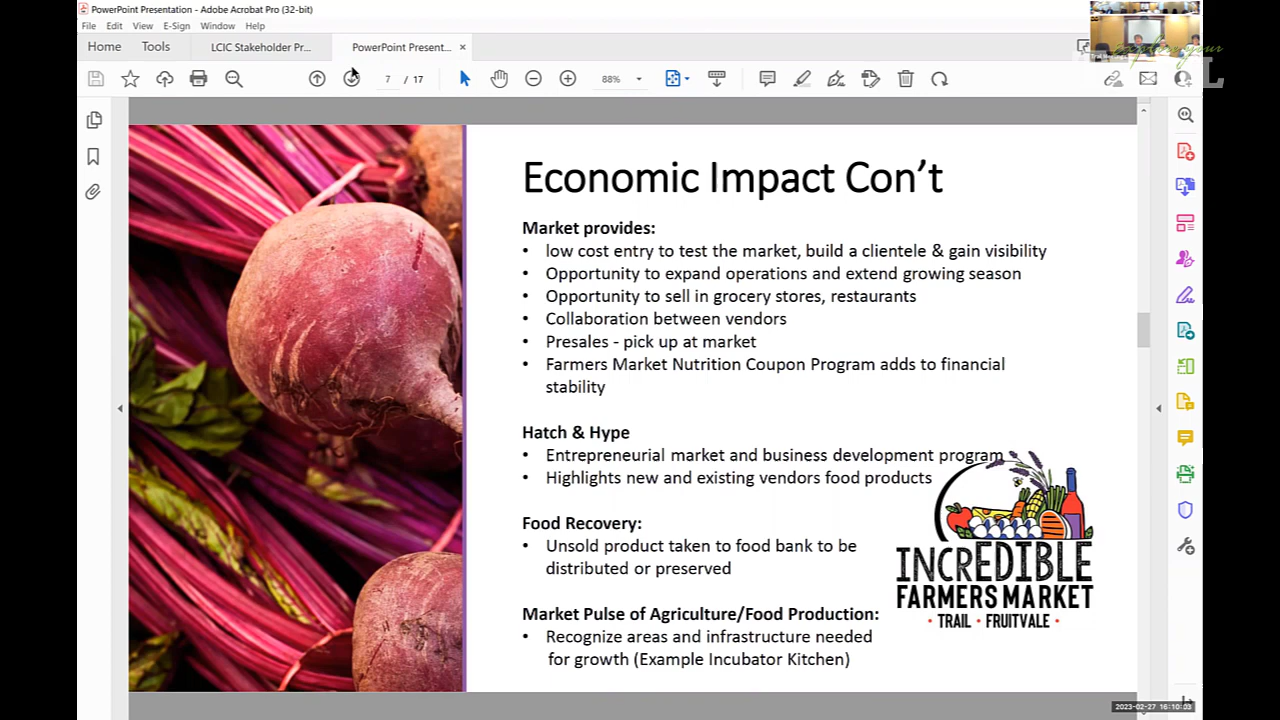 PowerPoint Presentation - Adobe Acrobat Pro (32-bit)
File Edit View E-Sign Window Help
Home Tools LCIC Stakeholder Pr... PowerPoint Present... ×
7 / 17 88%
Economic Impact Con’t
Market provides:
• low cost entry to test the market, build a clientele & gain visibility
• Opportunity to expand operations and extend growing season
• Opportunity to sell in grocery stores, restaurants
• Collaboration between vendors
• Presales - pick up at market
• Farmers Market Nutrition Coupon Program adds to financial
stability
Hatch & Hype
• Entrepreneurial market and business development program
• Highlights new and existing vendors food products
Food Recovery:
• Unsold product taken to food bank to be
distributed or preserved
Market Pulse of Agriculture/Food Production:
• Recognize areas and infrastructure needed
for growth (Example Incubator Kitchen)
INCREDIBLE
FARMERS MARKET
• TRAIL • FRUITVALE •
2023-02-27 16:10:03